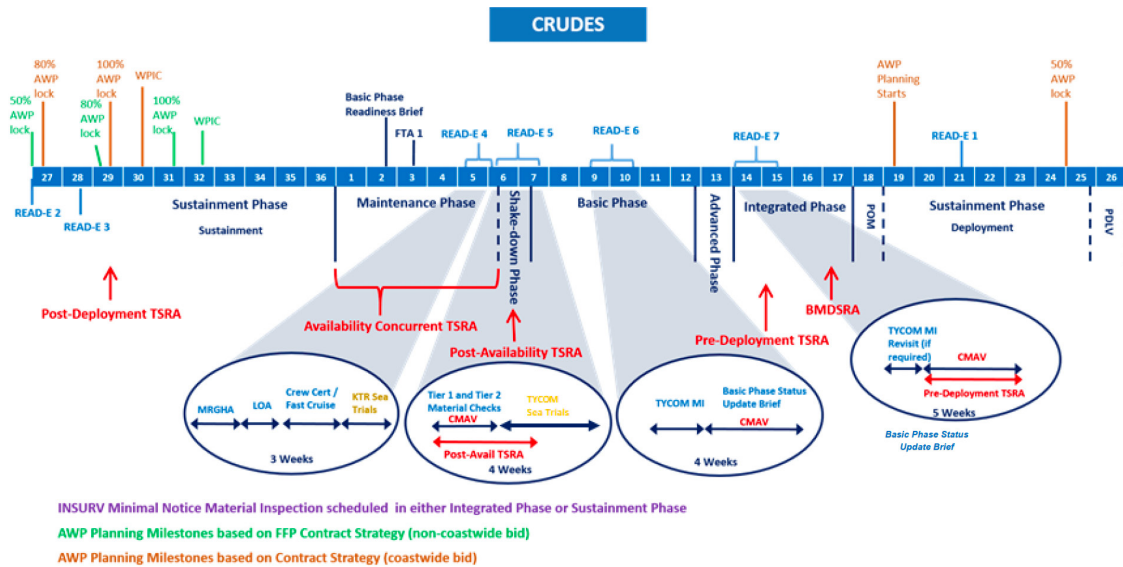 CRUDES
80%
AWP
lock
100%
AWP
lock
WPIC
50%
AWP
lock
80%
AWP
lock
100%
AWP
lock
WPIC
Basic Phase
Readiness Brief
FTA 1
READ-E 4
READ-E 5
READ-E 6
READ-E 7
AWP
Planning
Starts
READ-E 1
50%
AWP
lock
27 28 29 30 31 32 33 34 35 36 1 2 3 4 5 6 7 8 9 10 11 12 13 14 15 16 17 18 19 20 21 22 23 24 25 26
READ-E 2
READ-E 3
Sustainment Phase
Sustainment
Maintenance Phase
Shake-down Phase
Basic Phase
Advanced Phase
Integrated Phase
POM
Sustainment Phase
Deployment
PDLV
Post-Deployment TSRA
Availability Concurrent TSRA
Post-Availability TSRA
Pre-Deployment TSRA
BMDSRA
MRGHA
LOA
Crew Cert /
Fast Cruise
KTR Sea
Trials
3 Weeks
Tier 1 and Tier 2
Material Checks
CMAV
TYCOM
Sea Trials
Post-Avail TSRA
4 Weeks
TYCOM MI
Basic Phase Status
Update Brief
CMAV
4 Weeks
TYCOM MI
Revisit (if
required)
CMAV
Pre-Deployment TSRA
5 Weeks
Basic Phase Status
Update Brief
INSURV Minimal Notice Material Inspection scheduled in either Integrated Phase or Sustainment Phase
AWP Planning Milestones based on FFP Contract Strategy (non-coastwide bid)
AWP Planning Milestones based on Contract Strategy (coastwide bid)